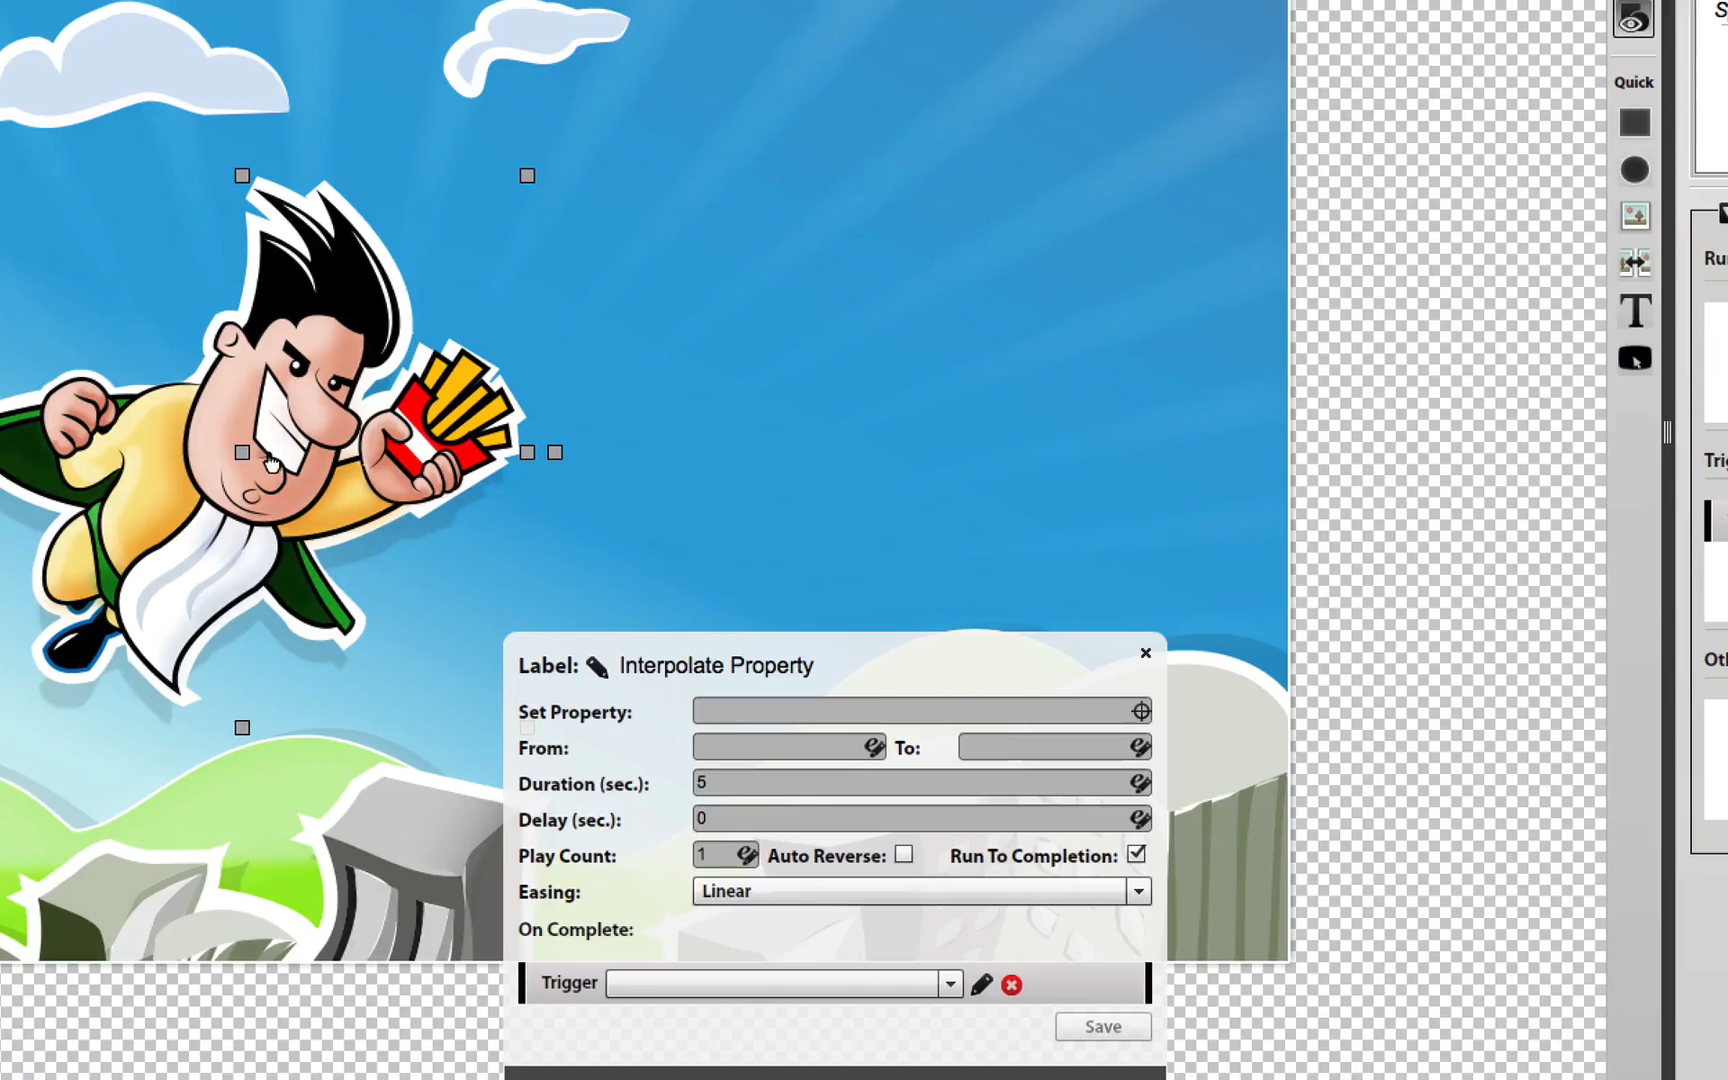 Quick
T
Label: Interpolate Property
Set Property:
From: To:
Duration (sec.): 5
Delay (sec.): 0
Play Count: 1 Auto Reverse: Run To Completion:
Easing: Linear
On Complete:
Trigger
Save